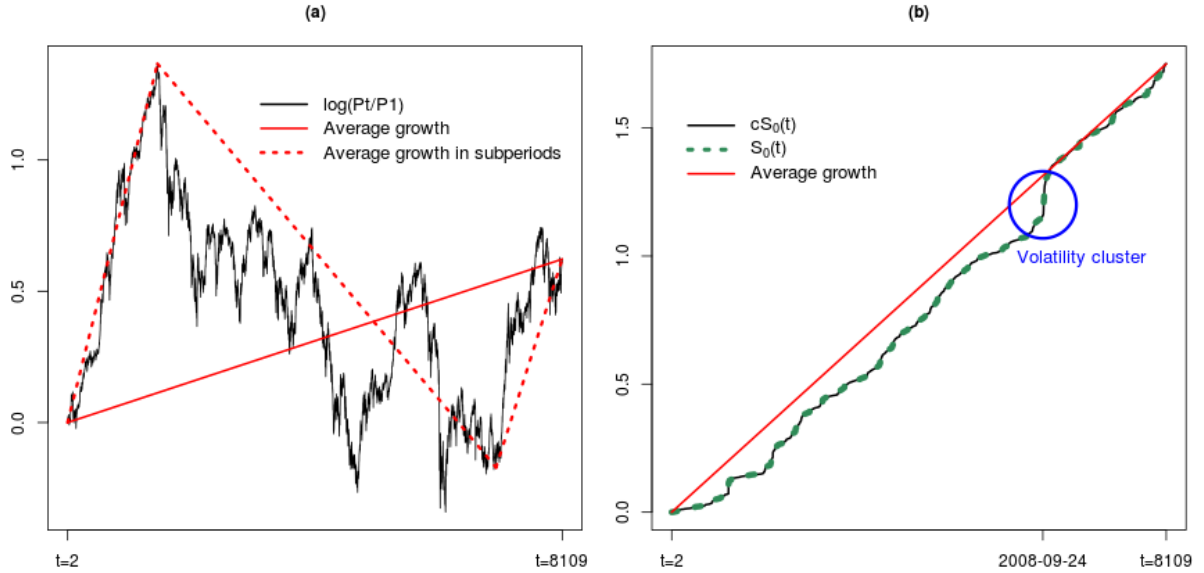 (a)
log(Pt/P1)
Average growth
Average growth in subperiods
0.0
0.5
1.0
t=2
t=8109
(b)
cS₀(t)
S₀(t)
Average growth
Volatility cluster
0.0
0.5
1.0
1.5
t=2
2008-09-24
t=8109